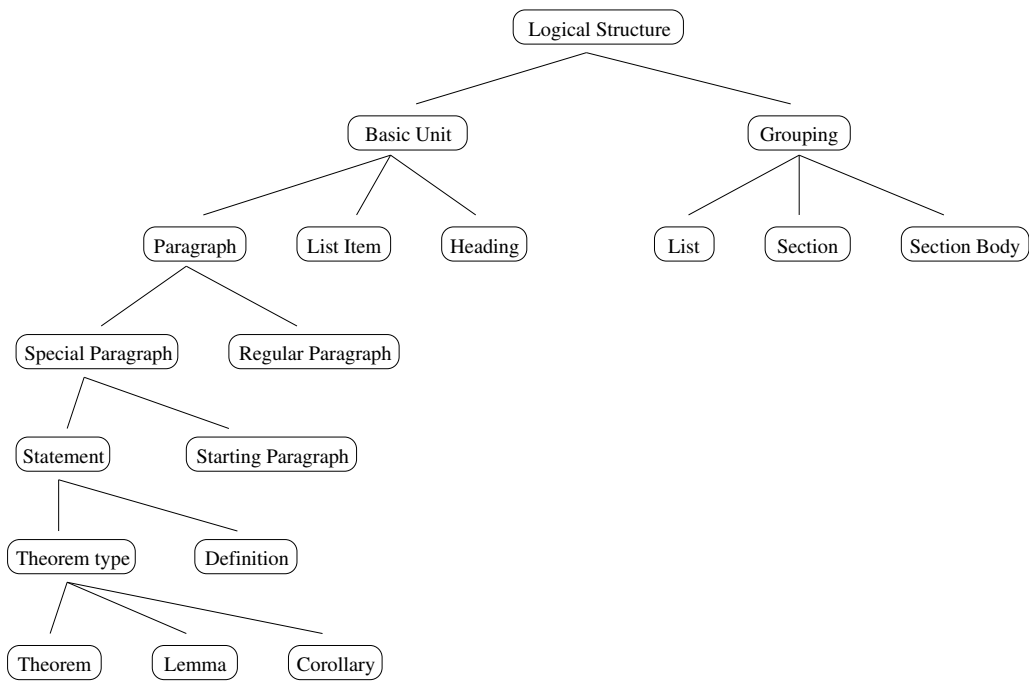 Logical Structure
Basic Unit
Grouping
Paragraph
List Item
Heading
List
Section
Section Body
Special Paragraph
Regular Paragraph
Statement
Starting Paragraph
Theorem type
Definition
Theorem
Lemma
Corollary